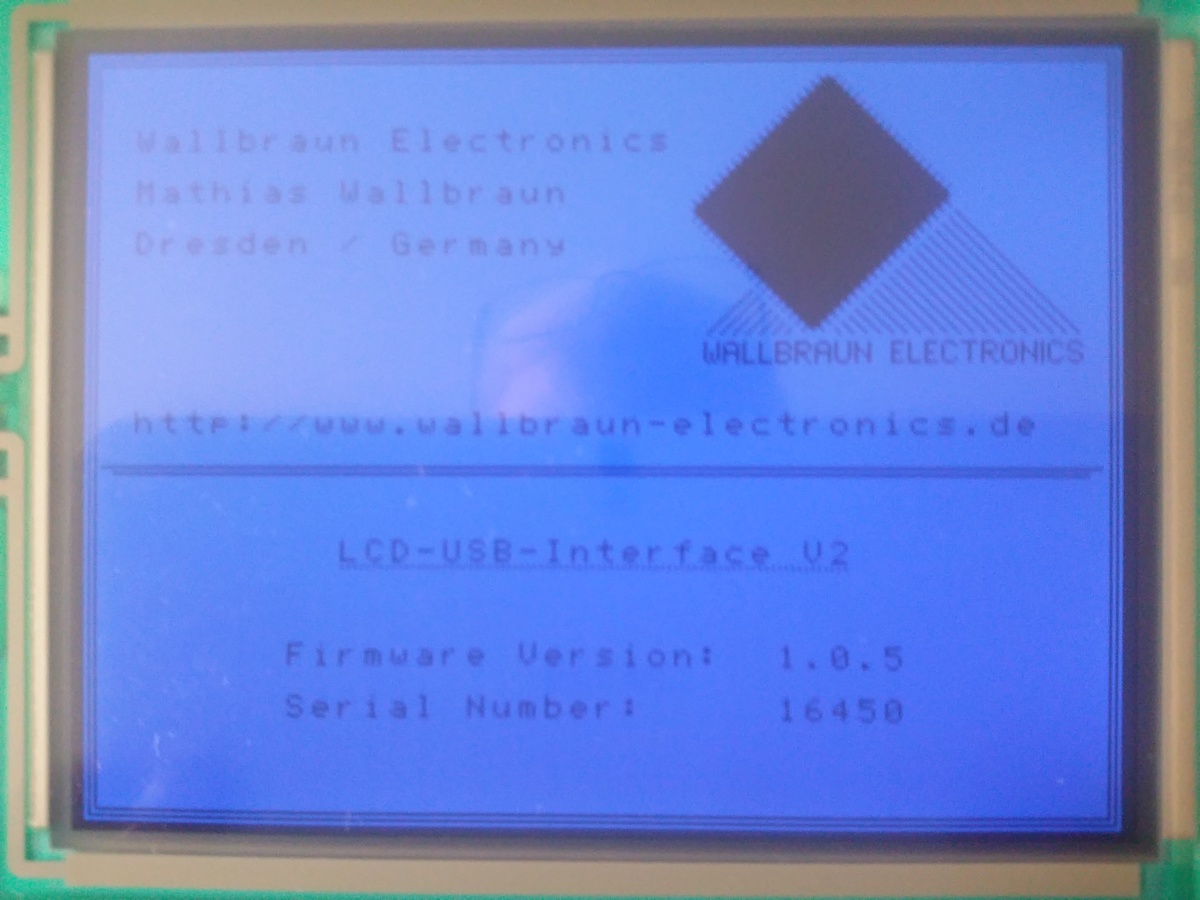 Wallbraun Electronics
Mathias Wallbraun
Dresden / Germany
WALLBRAUN ELECTRONICS
http://www.wallbraun-electronics.de
LCD-USB-Interface V2
Firmware Version: 1.0.5
Serial Number: 16450